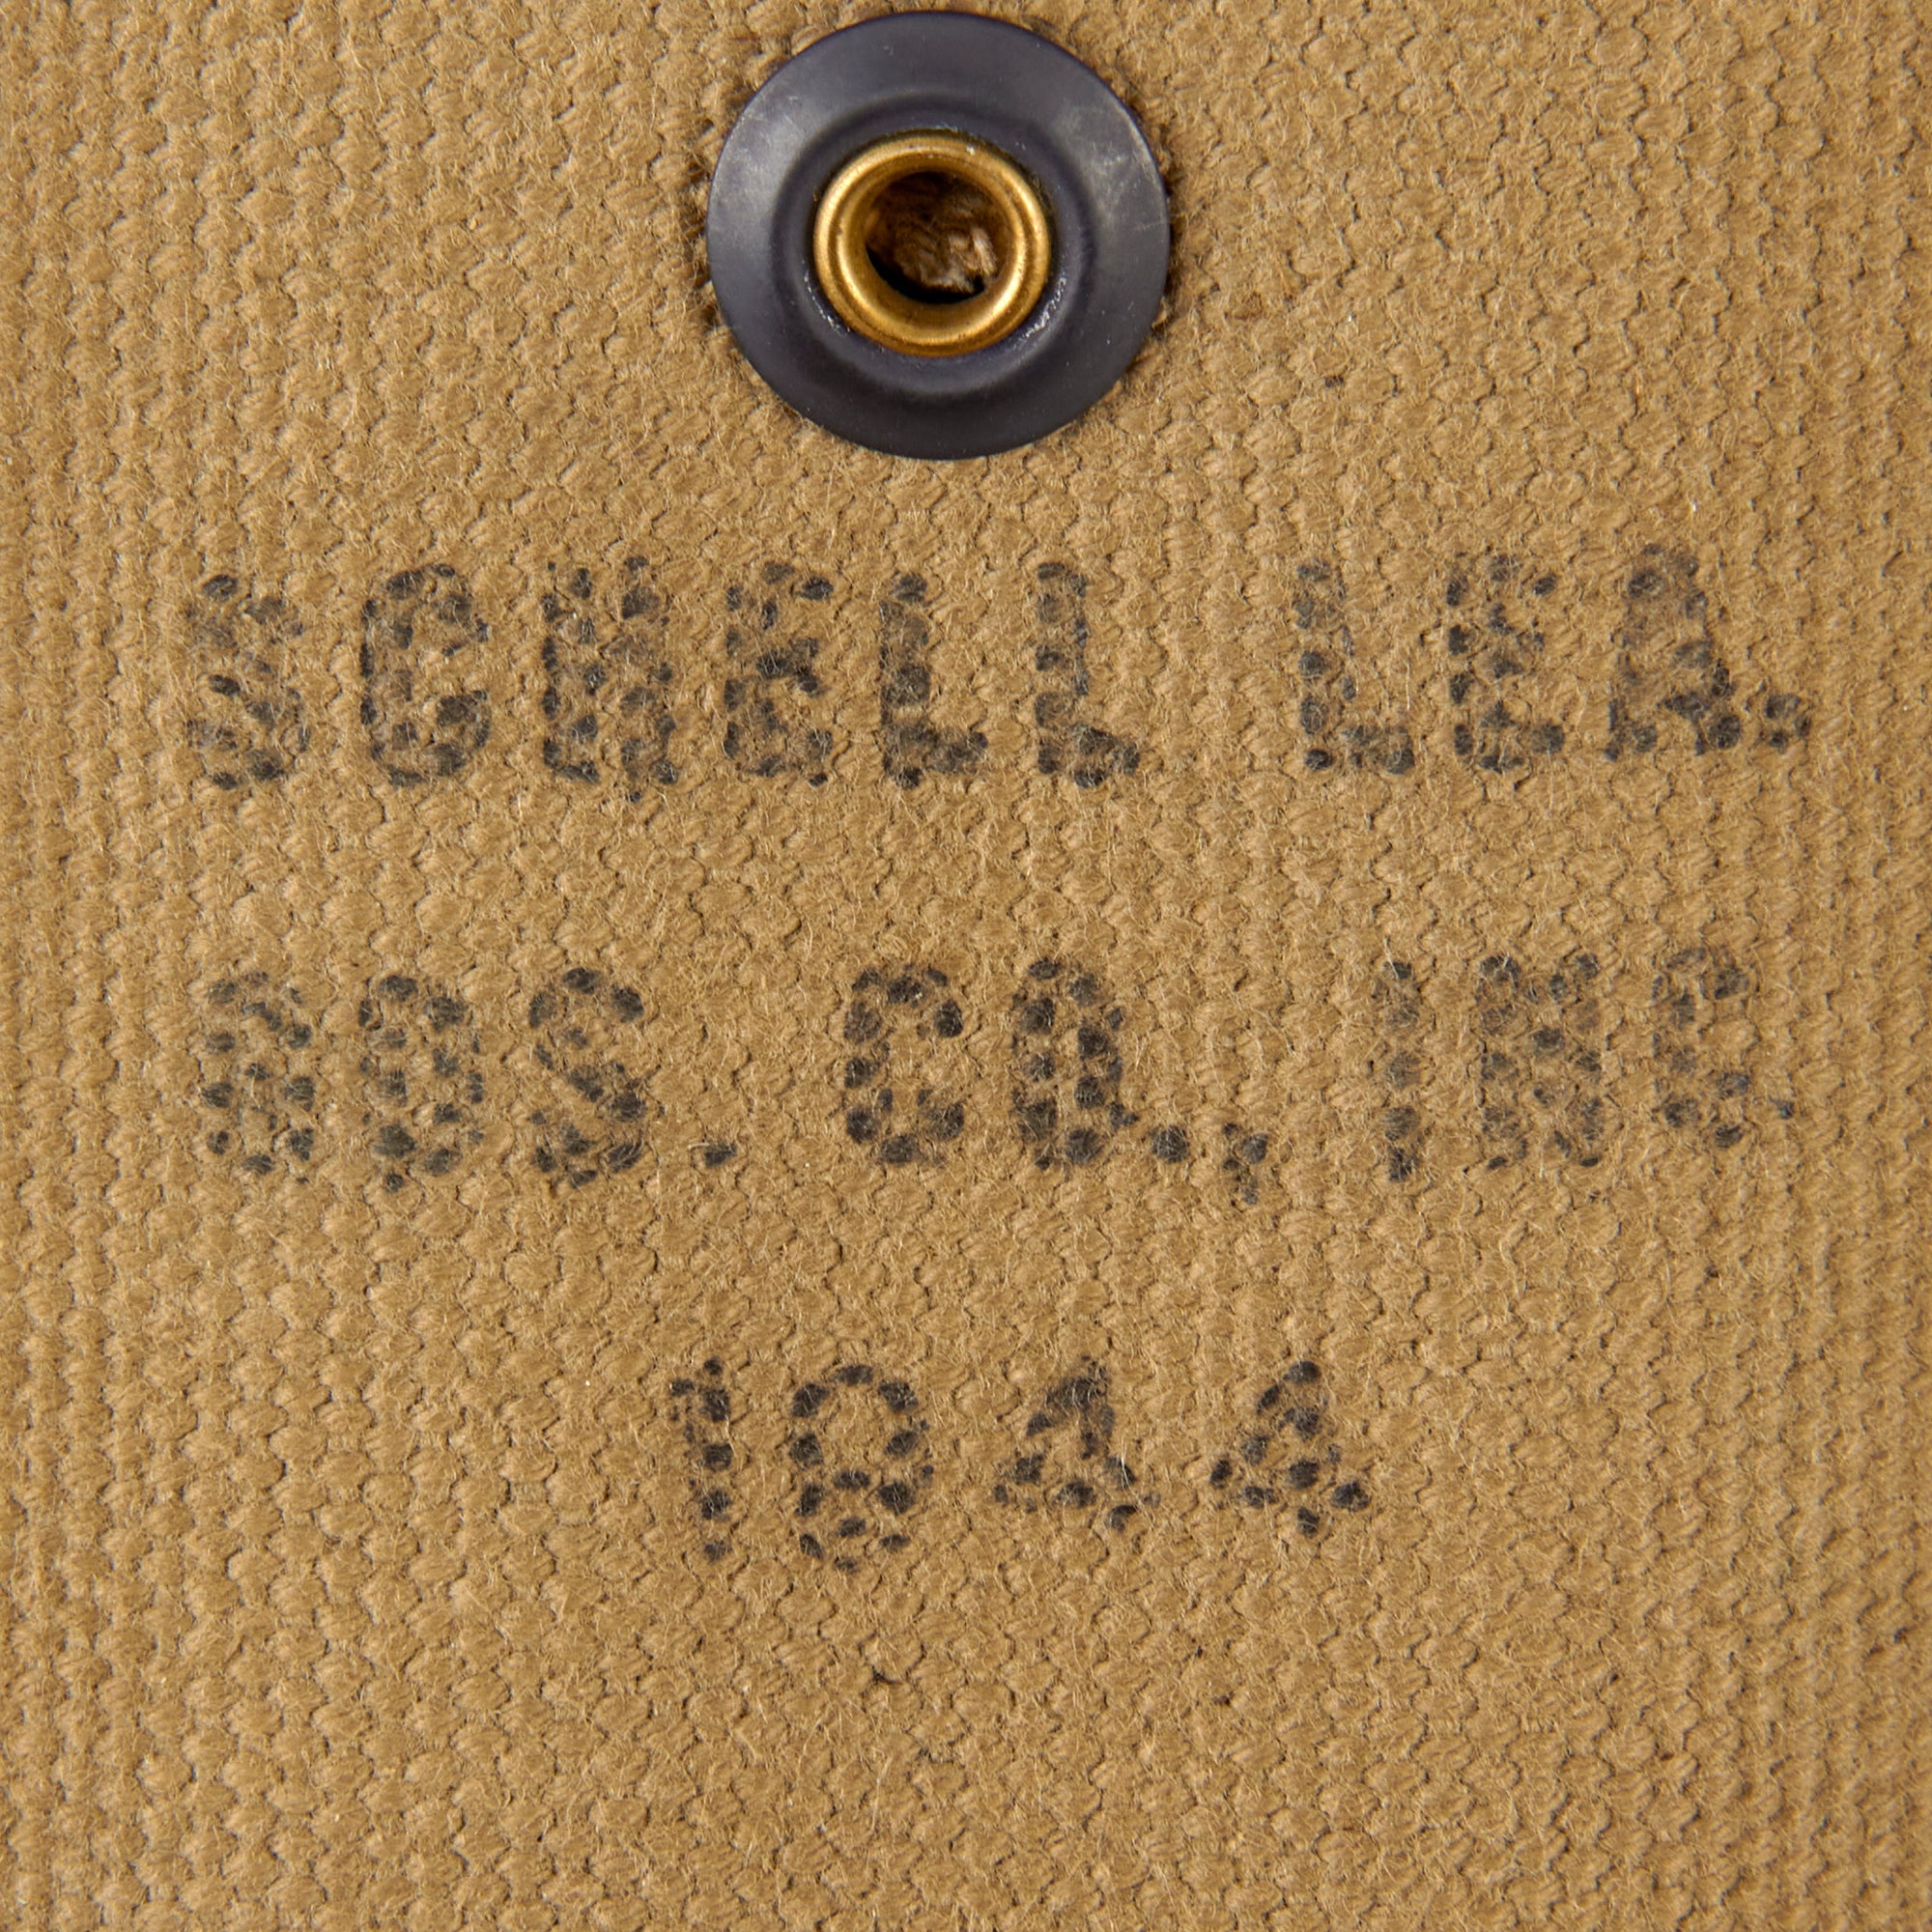 SCHELL LEA.
GDS. CO., INC.
1944